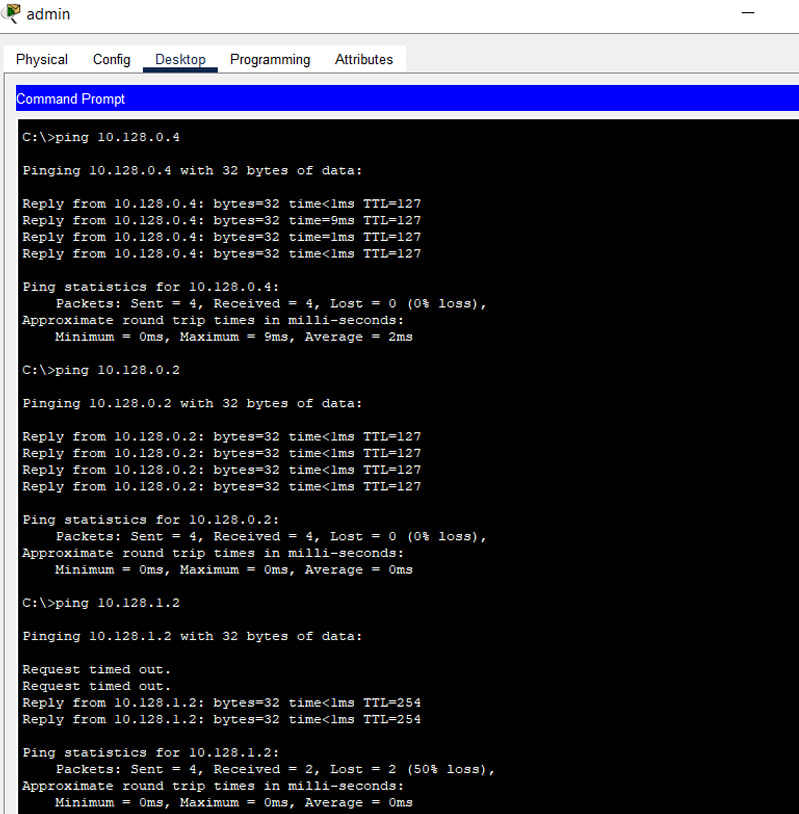 admin
Physical Config Desktop Programming Attributes
Command Prompt
C:\>ping 10.128.0.4
Pinging 10.128.0.4 with 32 bytes of data:
Reply from 10.128.0.4: bytes=32 time<1ms TTL=127
Reply from 10.128.0.4: bytes=32 time=9ms TTL=127
Reply from 10.128.0.4: bytes=32 time=1ms TTL=127
Reply from 10.128.0.4: bytes=32 time<1ms TTL=127
Ping statistics for 10.128.0.4:
    Packets: Sent = 4, Received = 4, Lost = 0 (0% loss),
Approximate round trip times in milli-seconds:
    Minimum = 0ms, Maximum = 9ms, Average = 2ms
C:\>ping 10.128.0.2
Pinging 10.128.0.2 with 32 bytes of data:
Reply from 10.128.0.2: bytes=32 time<1ms TTL=127
Reply from 10.128.0.2: bytes=32 time<1ms TTL=127
Reply from 10.128.0.2: bytes=32 time<1ms TTL=127
Reply from 10.128.0.2: bytes=32 time<1ms TTL=127
Ping statistics for 10.128.0.2:
    Packets: Sent = 4, Received = 4, Lost = 0 (0% loss),
Approximate round trip times in milli-seconds:
    Minimum = 0ms, Maximum = 0ms, Average = 0ms
C:\>ping 10.128.1.2
Pinging 10.128.1.2 with 32 bytes of data:
Request timed out.
Request timed out.
Reply from 10.128.1.2: bytes=32 time<1ms TTL=254
Reply from 10.128.1.2: bytes=32 time<1ms TTL=254
Ping statistics for 10.128.1.2:
    Packets: Sent = 4, Received = 2, Lost = 2 (50% loss),
Approximate round trip times in milli-seconds:
    Minimum = 0ms, Maximum = 0ms, Average = 0ms